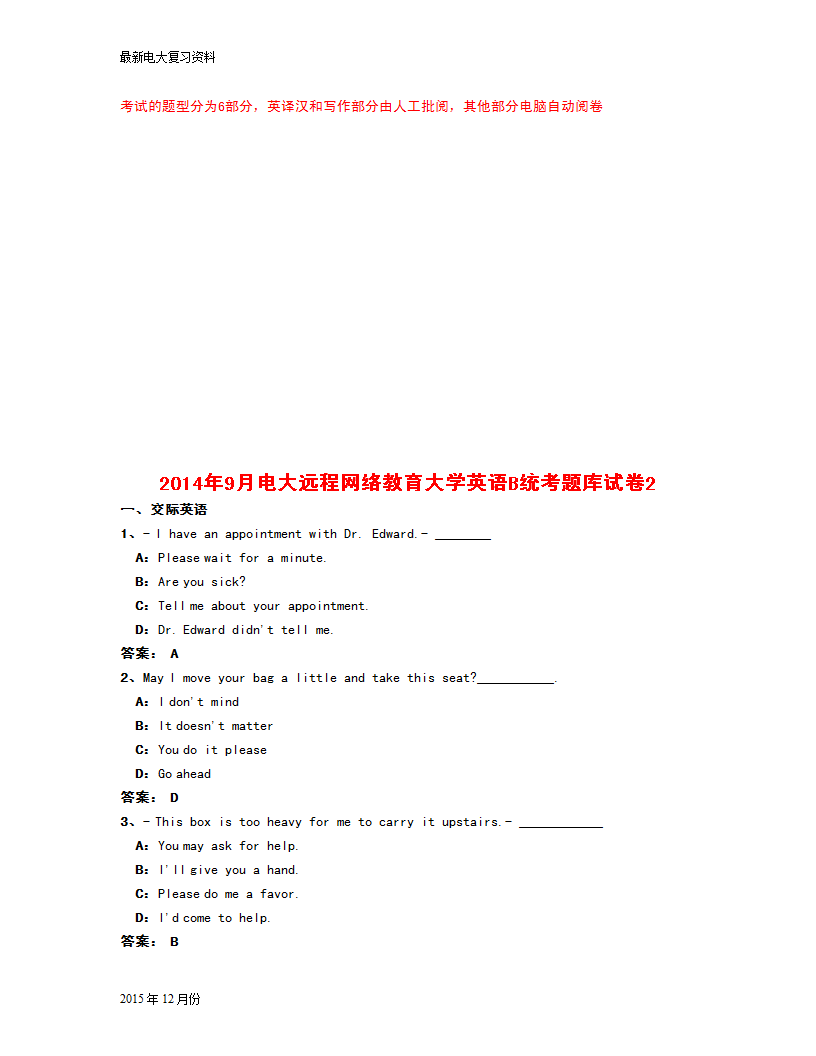 最新电大复习资料
考试的题型分为6部分，英译汉和写作部分由人工批阅，其他部分电脑自动阅卷
2014年9月电大远程网络教育大学英语B统考题库试卷2
一、交际英语
1、- I have an appointment with Dr. Edward.- ________
A：Please wait for a minute.
B：Are you sick?
C：Tell me about your appointment.
D：Dr. Edward didn't tell me.
答案： A
2、May I move your bag a little and take this seat?___________.
A：I don't mind
B：It doesn't matter
C：You do it please
D：Go ahead
答案： D
3、- This box is too heavy for me to carry it upstairs.- ____________
A：You may ask for help.
B：I'll give you a hand.
C：Please do me a favor.
D：I'd come to help.
答案： B
2015 年 12 月份